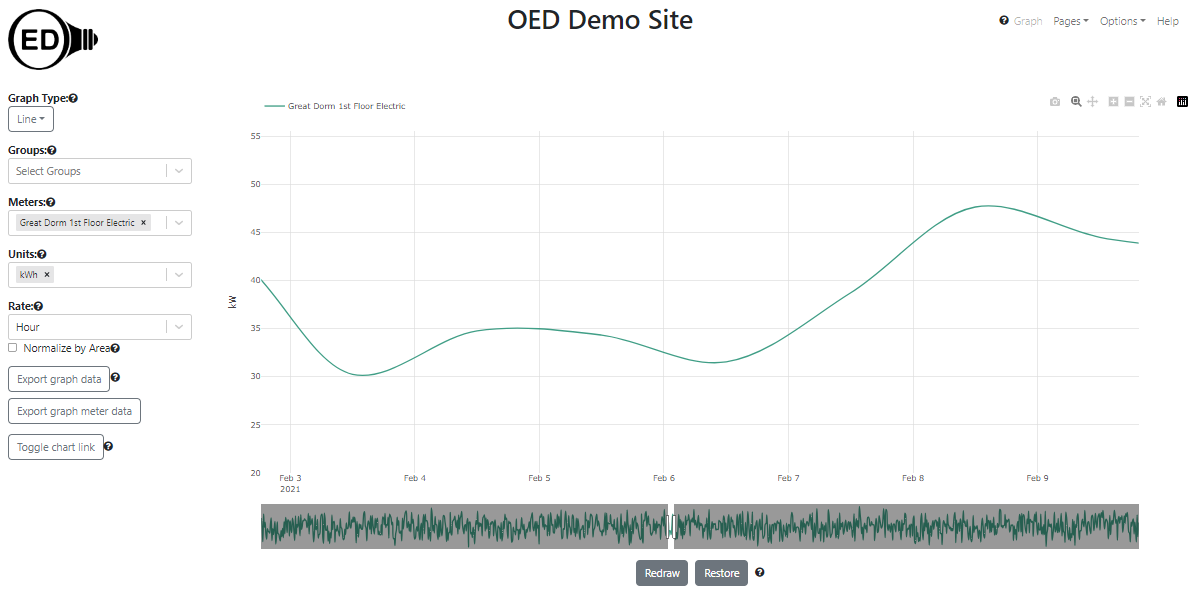 OED Demo Site
ED
Graph Pages Options Help
Graph Type:
Line
Groups:
Select Groups
Meters:
Great Dorm 1st Floor Electric ×
Units:
kWh ×
Rate:
Hour
Normalize by Area
Export graph data
Export graph meter data
Toggle chart link
Great Dorm 1st Floor Electric
55
50
45
40
35
30
25
20
kW
Feb 3 Feb 4 Feb 5 Feb 6 Feb 7 Feb 8 Feb 9
2021
Redraw Restore